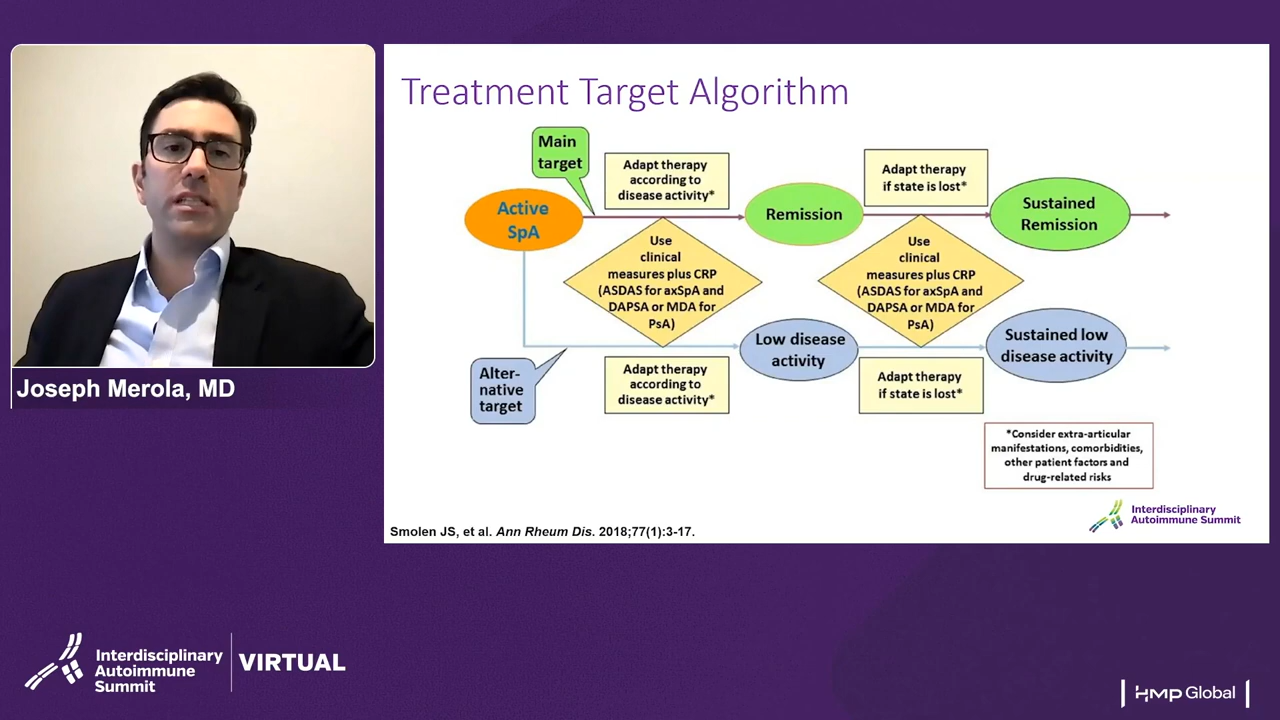 Treatment Target Algorithm
Main
target
Adapt therapy
according to
disease activity*
Adapt therapy
if state is lost*
Active
SpA
Remission
Sustained
Remission
Use
clinical
measures plus CRP
(ASDAS for axSpA and
DAPSA or MDA for
PsA)
Use
clinical
measures plus CRP
(ASDAS for axSpA and
DAPSA or MDA for
PsA)
Low disease
activity
Sustained low
disease activity
Alter-
native
target
Adapt therapy
according to
disease activity*
Adapt therapy
if state is lost*
*Consider extra-articular
manifestations, comorbidities,
other patient factors and
drug-related risks
Interdisciplinary
Autoimmune Summit
Smolen JS, et al. Ann Rheum Dis. 2018;77(1):3-17.
Joseph Merola, MD
Interdisciplinary
Autoimmune
Summit
VIRTUAL
HMP Global